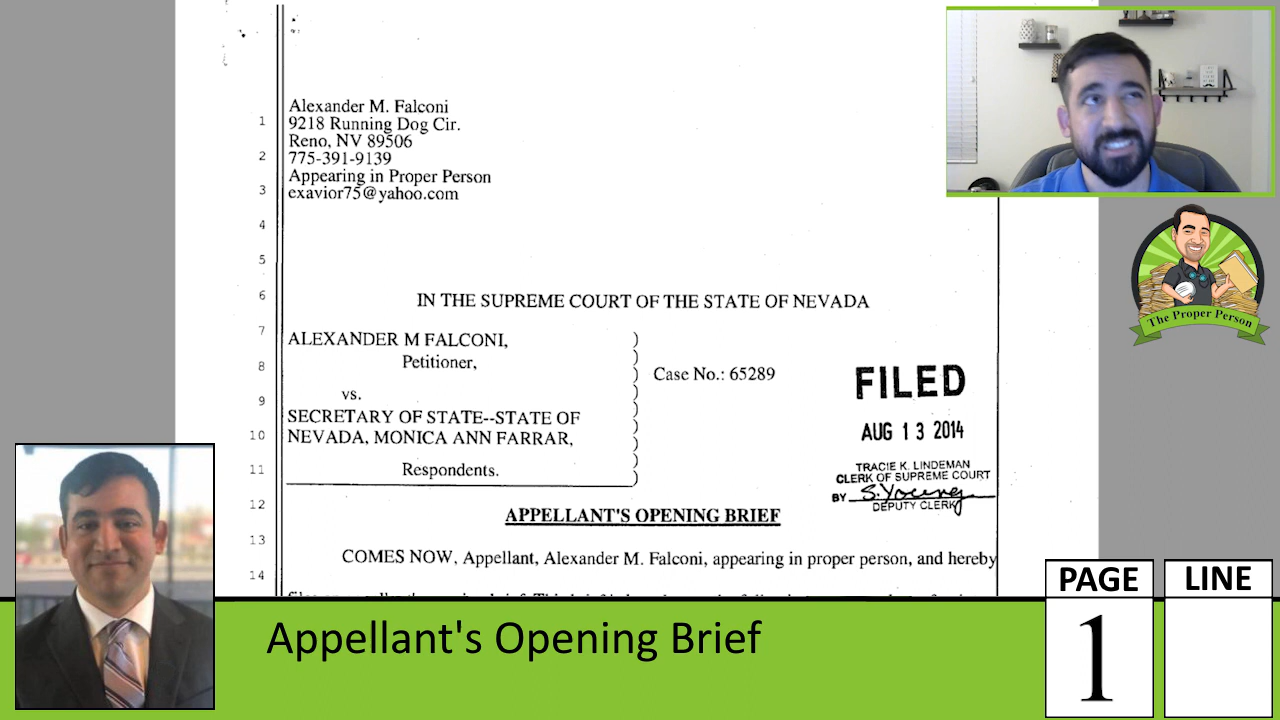 Alexander M. Falconi
1
9218 Running Dog Cir.
Reno, NV 89506
2
775-391-9139
Appearing in Proper Person
3
exavior75@yahoo.com
4
5
6
IN THE SUPREME COURT OF THE STATE OF NEVADA
7
ALEXANDER M FALCONI,
)
Petitioner,
)
8
) Case No.: 65289
FILED
vs.
)
9
SECRETARY OF STATE--STATE OF
)
AUG 13 2014
10
NEVADA, MONICA ANN FARRAR,
)
)
11
Respondents.
)
TRACIE K. LINDEMAN
CLERK OF SUPREME COURT
BY S. Young
DEPUTY CLERK
12
APPELLANT'S OPENING BRIEF
13
COMES NOW, Appellant, Alexander M. Falconi, appearing in proper person, and hereby
14
The Proper Person
Appellant's Opening Brief
PAGE
1
LINE